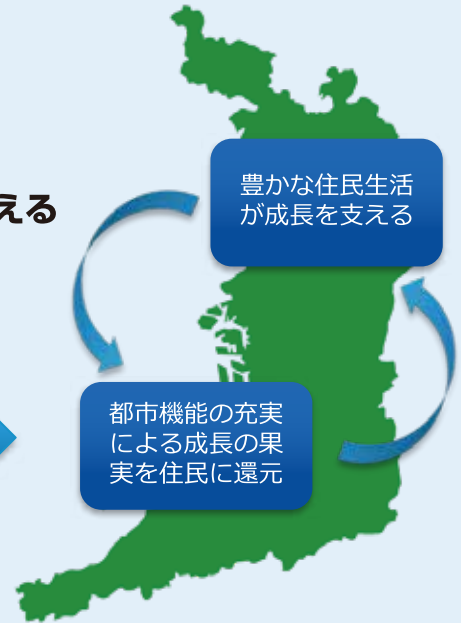 える
豊かな住民生活
が成長を支える
都市機能の充実
による成長の果
実を住民に還元